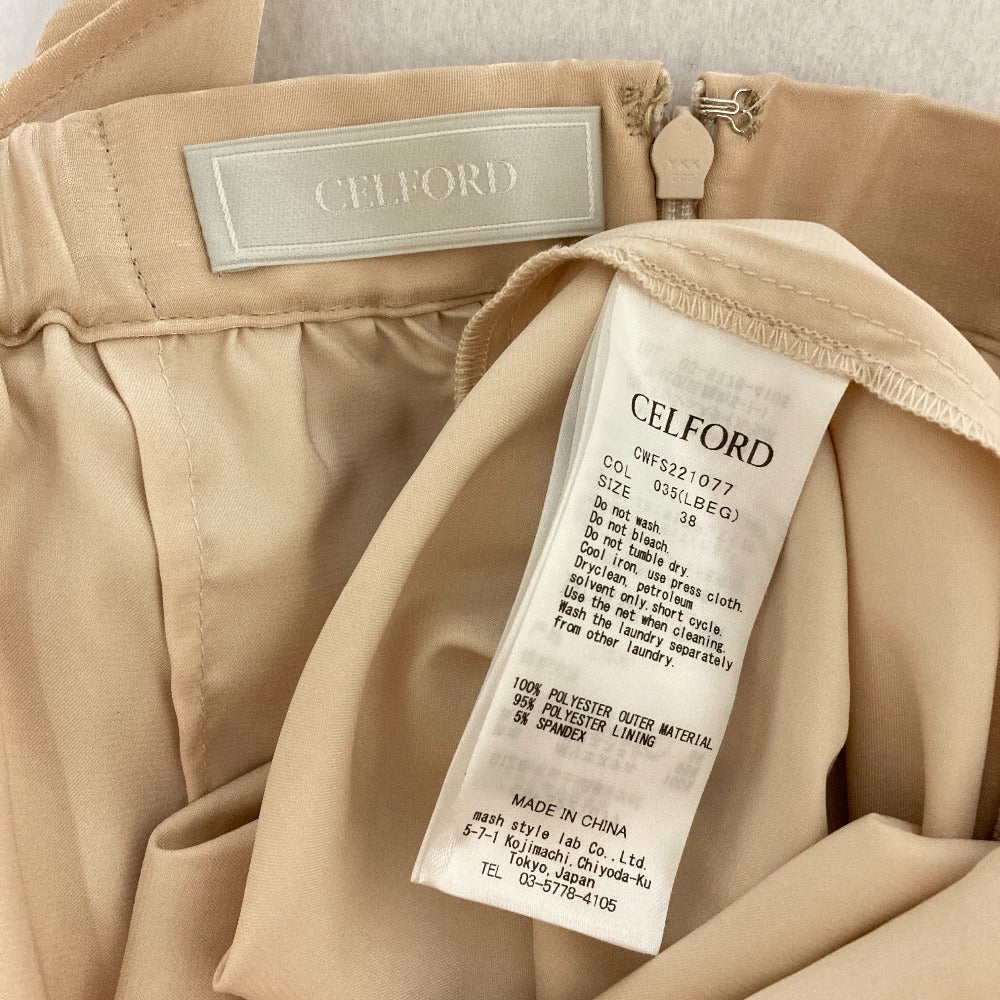 CELFORD
YKK
CELFORD
CWFS221077
COL 035(LBEG)
SIZE 38
Do not wash.
Do not bleach.
Do not tumble dry.
Cool iron, use press cloth.
Dryclean, petroleum
solvent only, short cycle.
Use the net when cleaning.
Wash the laundry separately
from other laundry.
100% POLYESTER OUTER MATERIAL
95% POLYESTER LINING
5% SPANDEX
MADE IN CHINA
mash style lab Co.,Ltd.
5-7-1 Kojimachi, Chiyoda-Ku
Tokyo, Japan
TEL 03-5778-4105